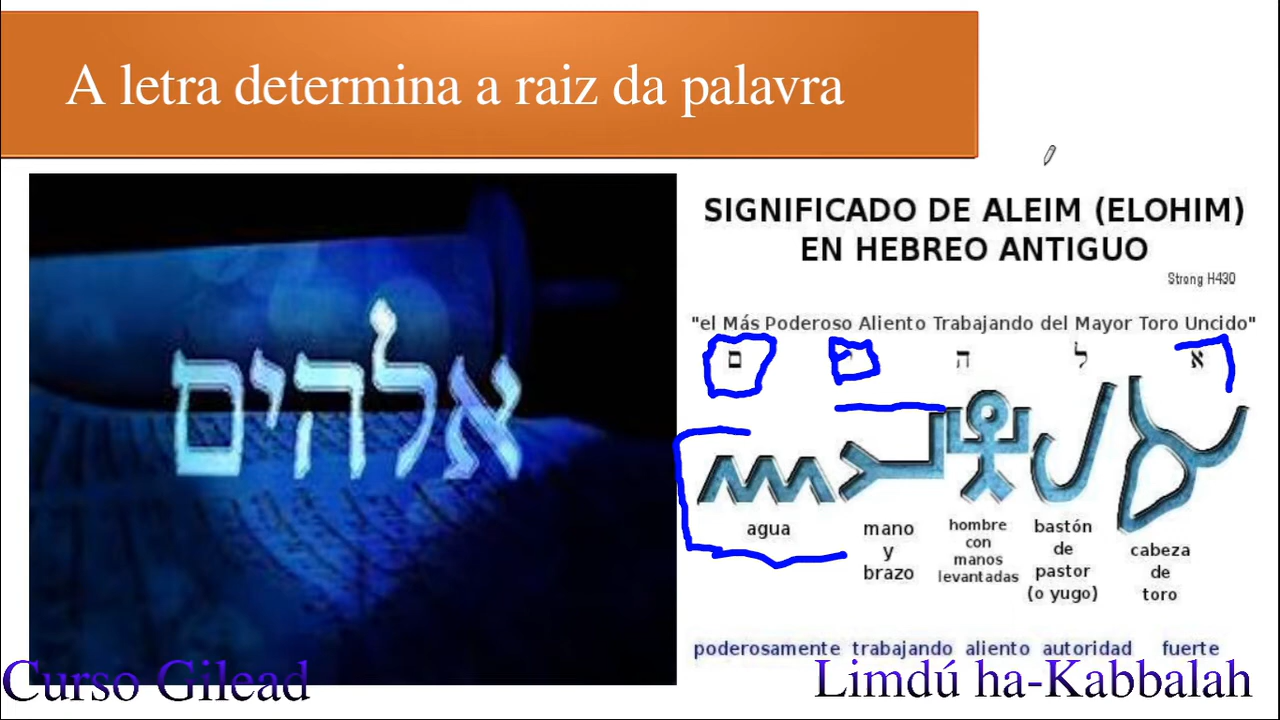 A letra determina a raiz da palavra
אלהים
SIGNIFICADO DE ALEIM (ELOHIM)
EN HEBREO ANTIGUO
Strong H430
"el Más Poderoso Aliento Trabajando del Mayor Toro Uncido"
א ל ה י ם
agua
mano
y
brazo
hombre
con
manos
levantadas
bastón
de
pastor
(o yugo)
cabeza
de
toro
poderosamente trabajando aliento autoridad fuerte
Curso Gilead
Limdú ha-Kabbalah